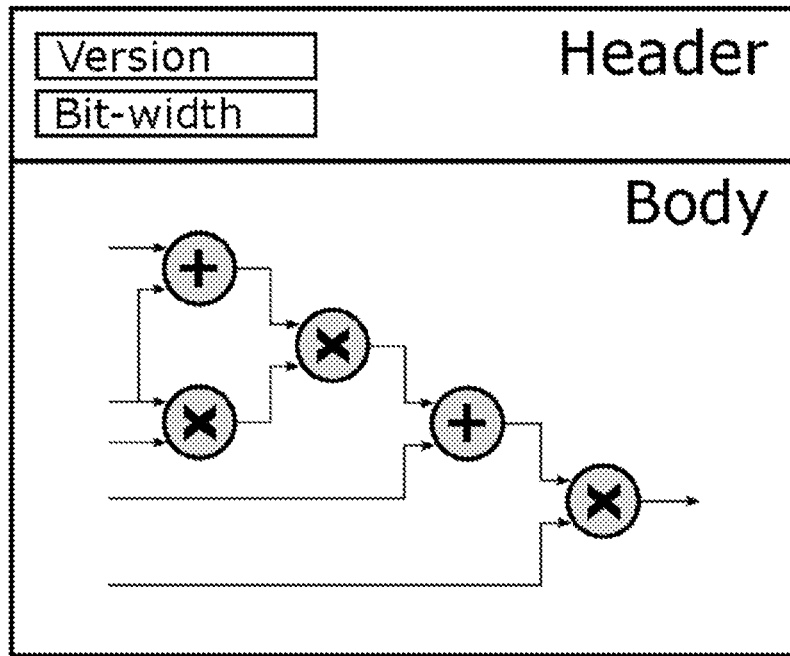 Version
Header
Bit-width
Body
+
×
×
+
×